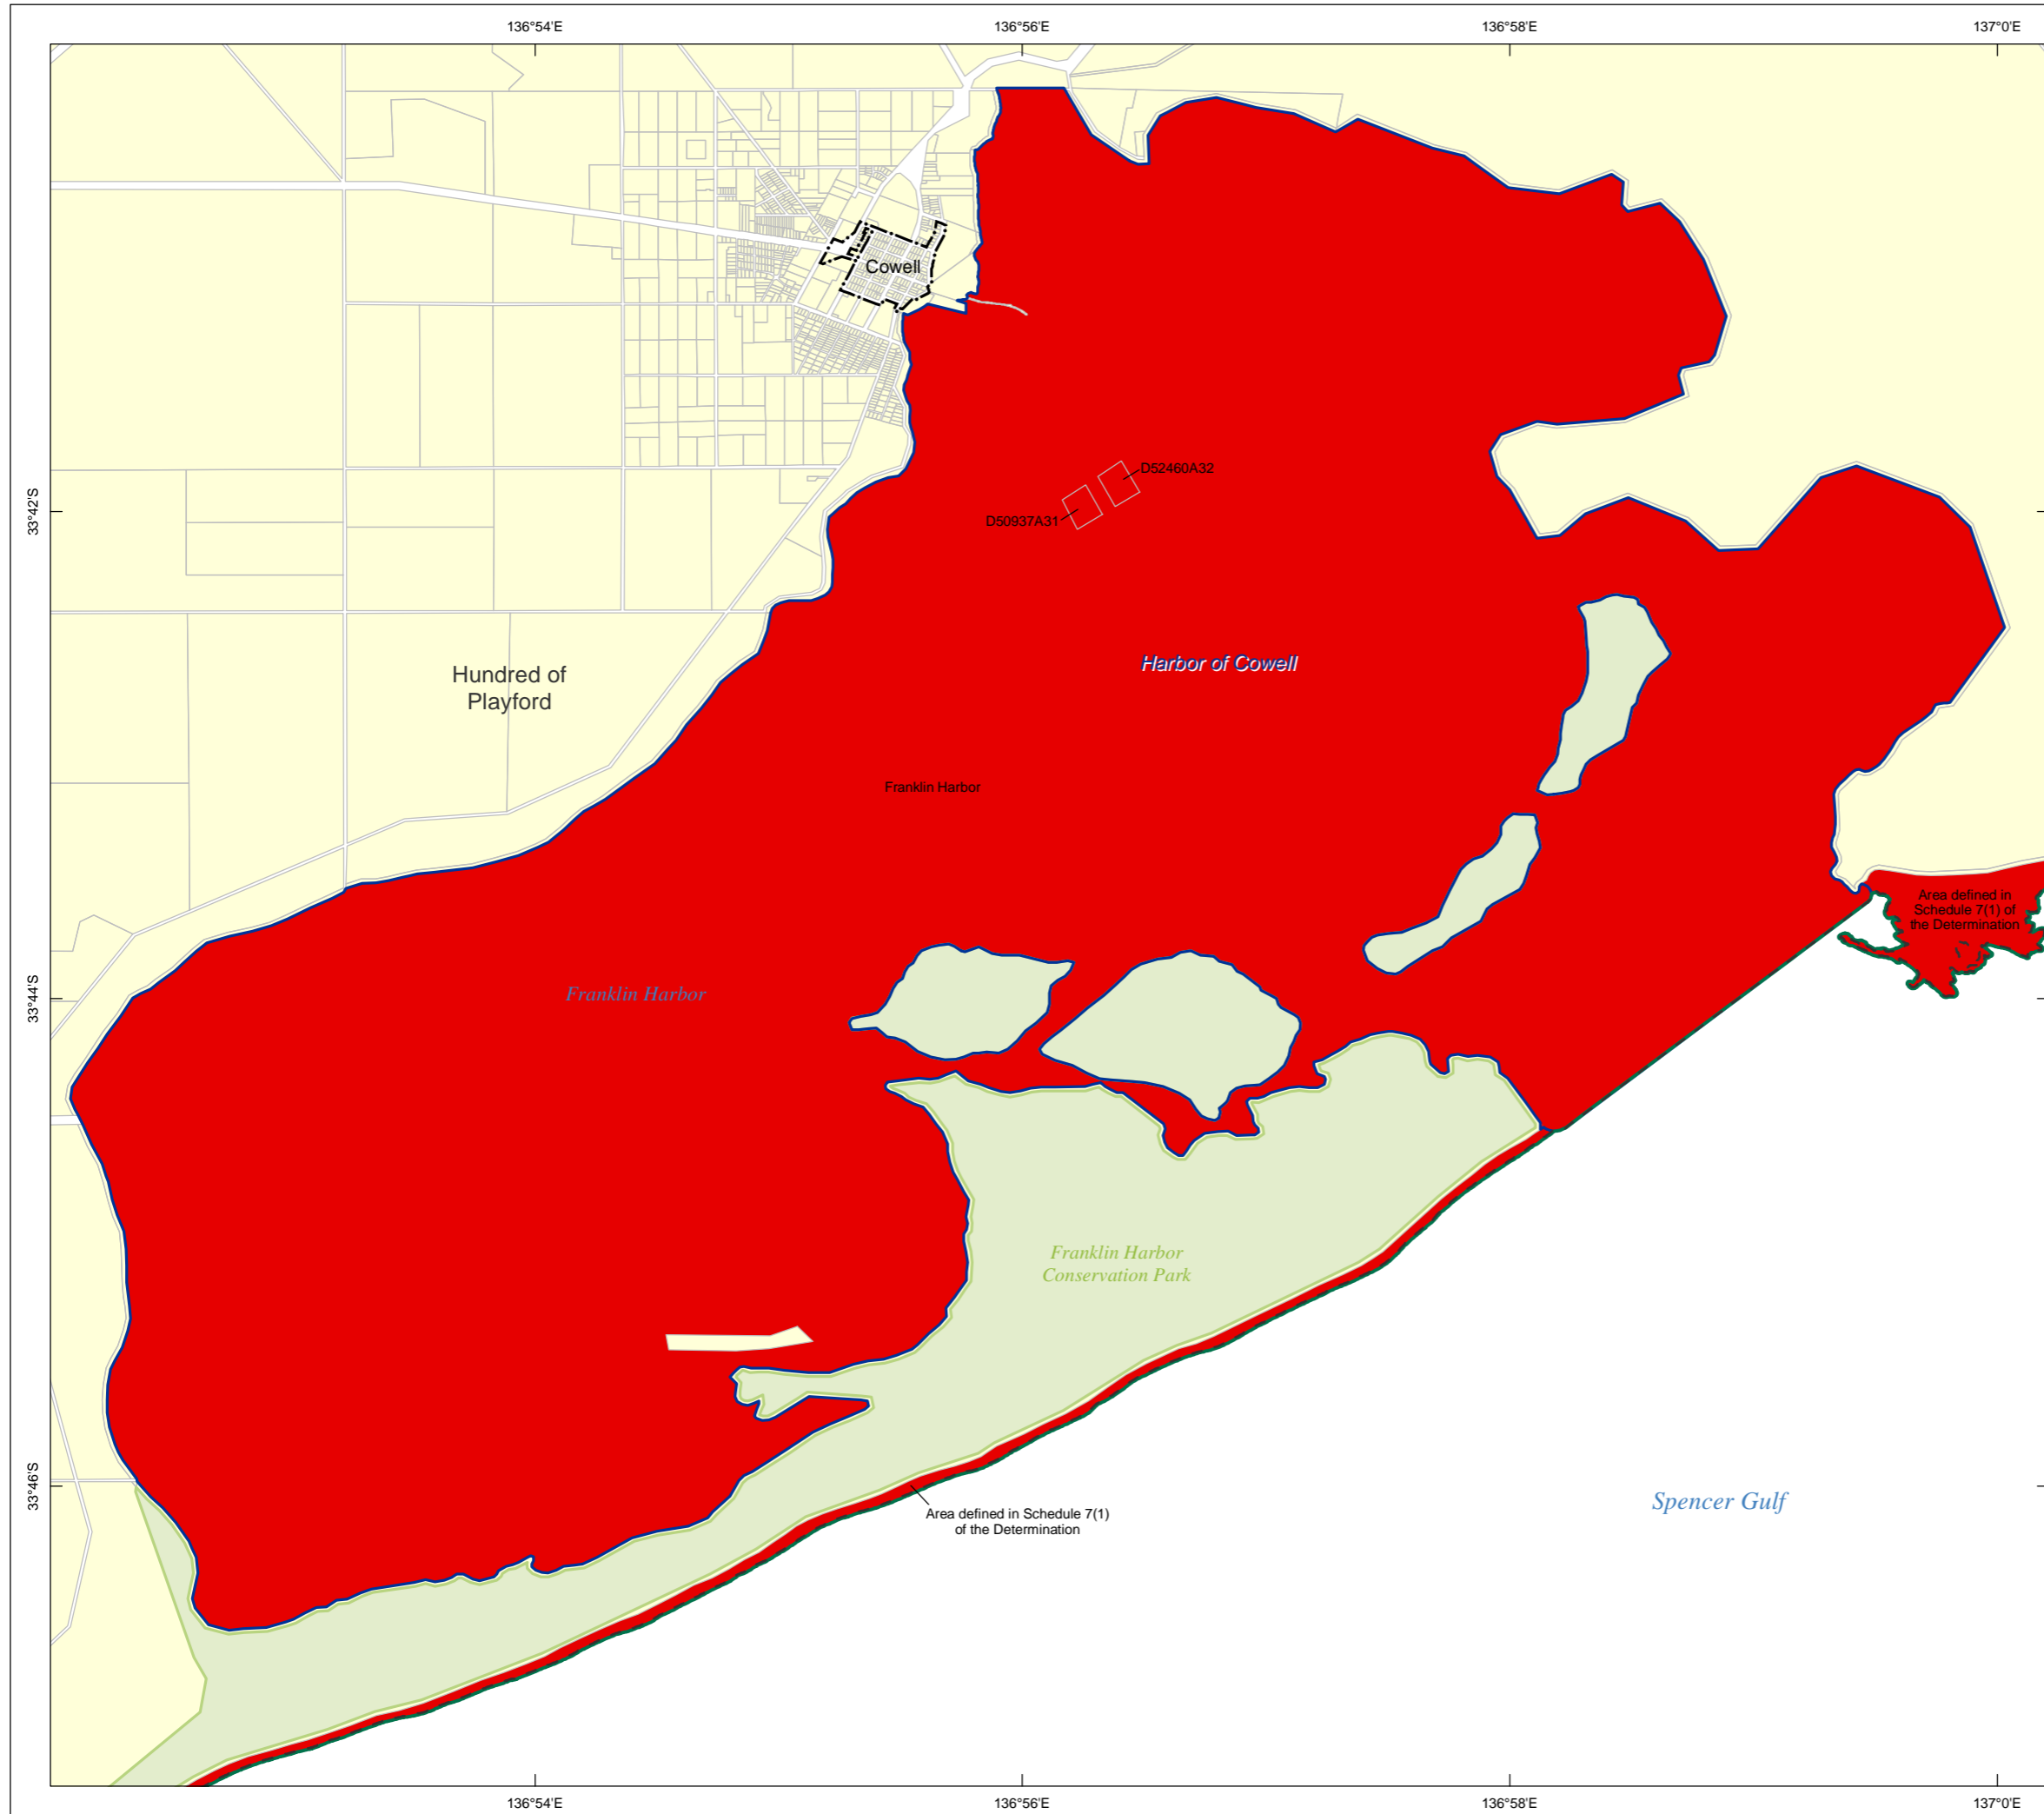 136°54'E
136°56'E
136°58'E
137°0'E
Cowell
D52460A32
33°42'S
D50937A31
Harbor of Cowell
Hundred of
Playford
Franklin Harbor
Area defined in
Schedule 7(1) of
the Determination
33°44'S
Franklin Harbor
Franklin Harbor
Conservation Park
33°46'S
Spencer Gulf
Area defined in Schedule 7(1)
of the Determination
136°54'E
136°56'E
136°58'E
137°0'E